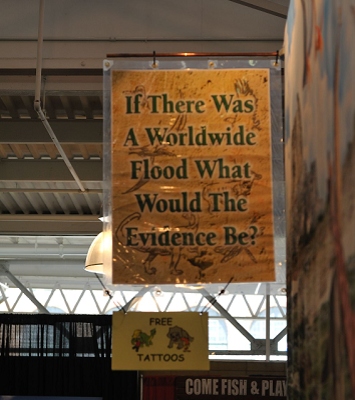 If There Was
A Worldwide
Flood What
Would The
Evidence Be?
FREE
TATTOOS
COME FISH & PLAY